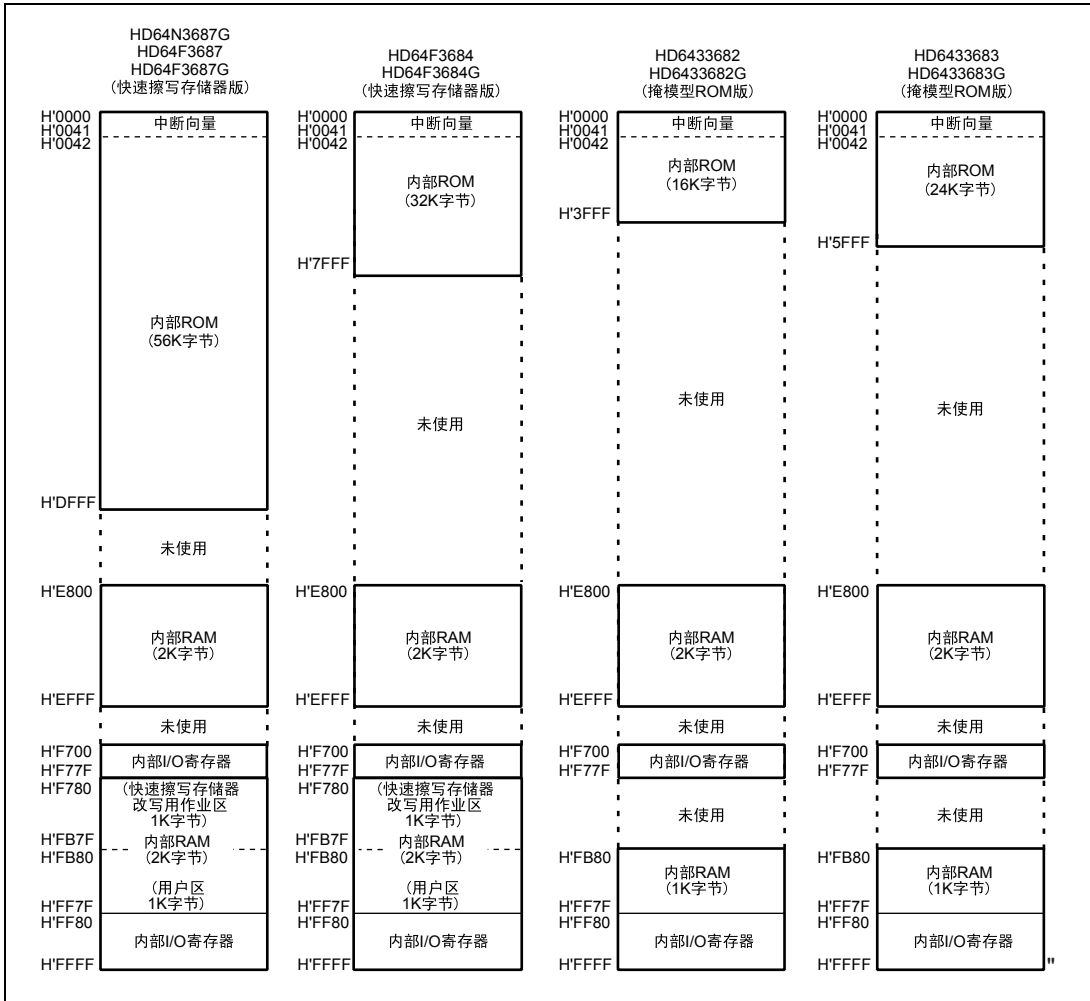 HD64N3687G
HD64F3687
HD64F3687G
(快速擦写存储器版)
H'0000
H'0041
H'0042
中断向量
内部ROM
(56K字节)
H'DFFF
未使用
H'E800
内部RAM
(2K字节)
H'EFFF
未使用
H'F700
H'F77F
内部I/O寄存器
H'F780
(快速擦写存储器
改写用作业区
1K字节)
H'FB7F
H'FB80
内部RAM
(2K字节)
(用户区
1K字节)
H'FF7F
H'FF80
内部I/O寄存器
H'FFFF
HD64F3684
HD64F3684G
(快速擦写存储器版)
H'0000
H'0041
H'0042
中断向量
内部ROM
(32K字节)
H'7FFF
未使用
H'E800
内部RAM
(2K字节)
H'EFFF
未使用
H'F700
H'F77F
内部I/O寄存器
H'F780
(快速擦写存储器
改写用作业区
1K字节)
H'FB7F
H'FB80
内部RAM
(2K字节)
(用户区
1K字节)
H'FF7F
H'FF80
内部I/O寄存器
H'FFFF
HD6433682
HD6433682G
(掩模型ROM版)
H'0000
H'0041
H'0042
中断向量
内部ROM
(16K字节)
H'3FFF
未使用
H'E800
内部RAM
(2K字节)
H'EFFF
未使用
H'F700
H'F77F
内部I/O寄存器
未使用
H'FB80
内部RAM
(1K字节)
H'FF7F
H'FF80
内部I/O寄存器
H'FFFF
HD6433683
HD6433683G
(掩模型ROM版)
H'0000
H'0041
H'0042
中断向量
内部ROM
(24K字节)
H'5FFF
未使用
H'E800
内部RAM
(2K字节)
H'EFFF
未使用
H'F700
H'F77F
内部I/O寄存器
未使用
H'FB80
内部RAM
(1K字节)
H'FF7F
H'FF80
内部I/O寄存器
H'FFFF
"